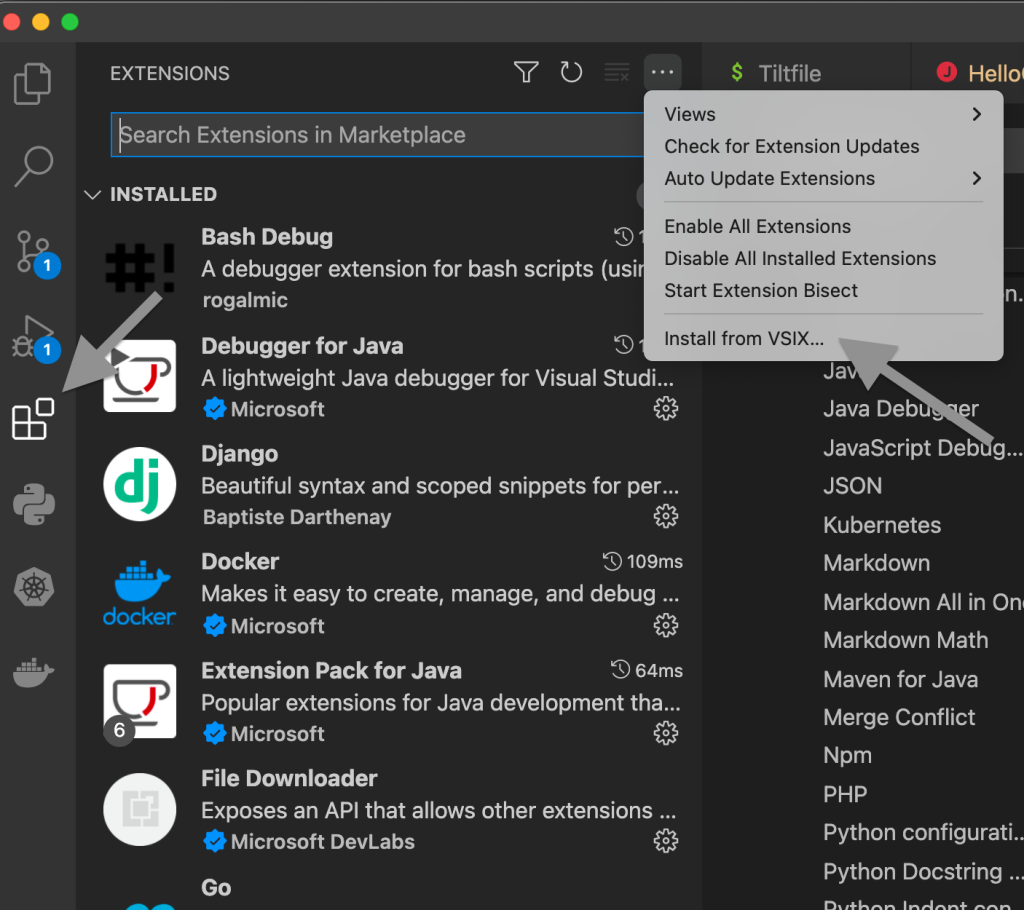 EXTENSIONS
Search Extensions in Marketplace
INSTALLED
Bash Debug
A debugger extension for bash scripts (usin
rogalmic
Debugger for Java
A lightweight Java debugger for Visual Studi...
Microsoft
Django
Beautiful syntax and scoped snippets for per...
Baptiste Darthenay
Docker
109ms
Makes it easy to create, manage, and debug ...
Microsoft
Extension Pack for Java
64ms
Popular extensions for Java development tha...
Microsoft
File Downloader
Exposes an API that allows other extensions ...
Microsoft DevLabs
Go
1
1
#!
dj
docker
6
$ Tiltfile
J Hello
Views
Check for Extension Updates
Auto Update Extensions
Enable All Extensions
Disable All Installed Extensions
Start Extension Bisect
Install from VSIX...
Java Debugger
JavaScript Debug...
JSON
Kubernetes
Markdown
Markdown All in One
Markdown Math
Maven for Java
Merge Conflict
Npm
PHP
Python configurati...
Python Docstring ...
Python Indent con